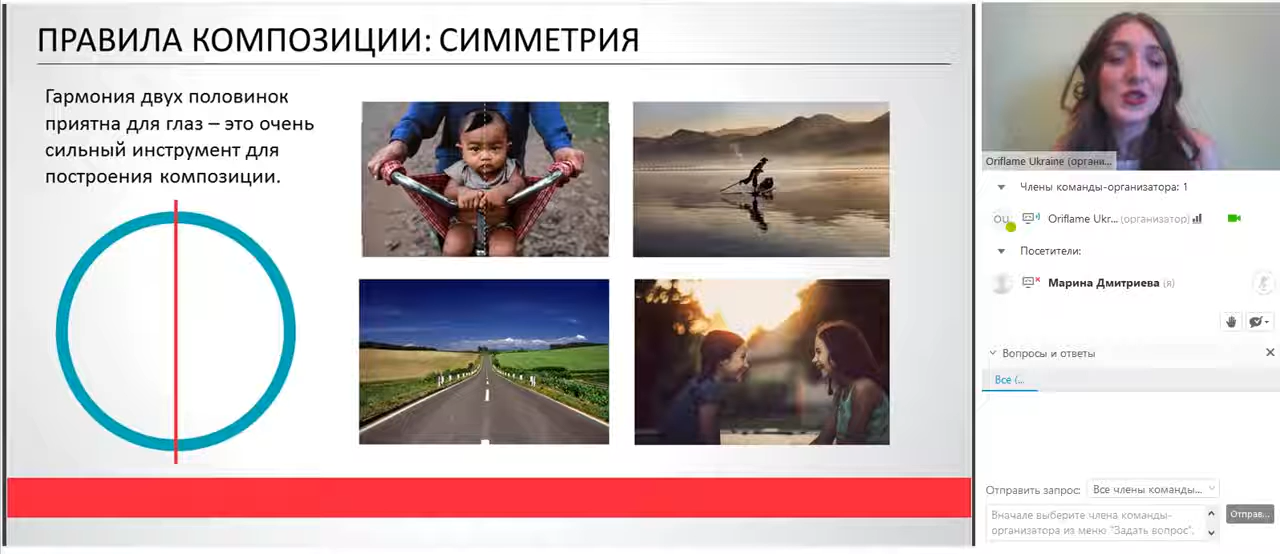 ПРАВИЛА КОМПОЗИЦИИ: СИММЕТРИЯ
Гармония двух половинок
приятна для глаз – это очень
сильный инструмент для
построения композиции.
Oriflame Ukraine (органи...
Члены команды-организатора: 1
OU
Oriflame Ukr... (организатор)
Посетители:
Марина Дмитриева (я)
Вопросы и ответы
Все (...
Отправить запрос:
Все члены команды...
Вначале выберите члена команды-
организатора из меню "Задать вопрос".
Отправ...